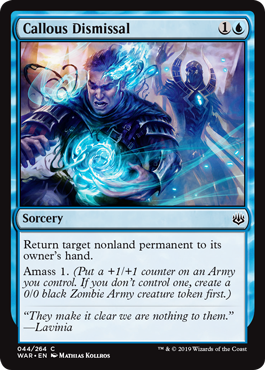 Callous Dismissal 1
Sorcery
Return target nonland permanent to its
owner's hand.
Amass 1. (Put a +1/+1 counter on an Army
you control. If you don't control one, create a
0/0 black Zombie Army creature token first.)
"They make it clear we are nothing to them."
—Lavinia
044/264 C
WAR • EN Mathias Kollros
™ & © 2019 Wizards of the Coast